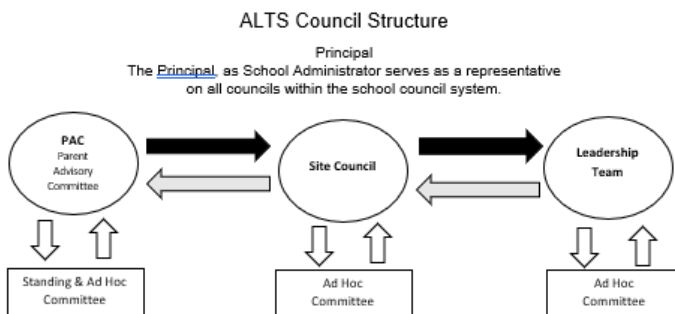 ALTS Council Structure
Principal
The Principal, as School Administrator serves as a representative
on all councils within the school council system.
PAC
Parent
Advisory
Committee
Site Council
Leadership
Team
Standing & Ad Hoc
Committee
Ad Hoc
Committee
Ad Hoc
Committee